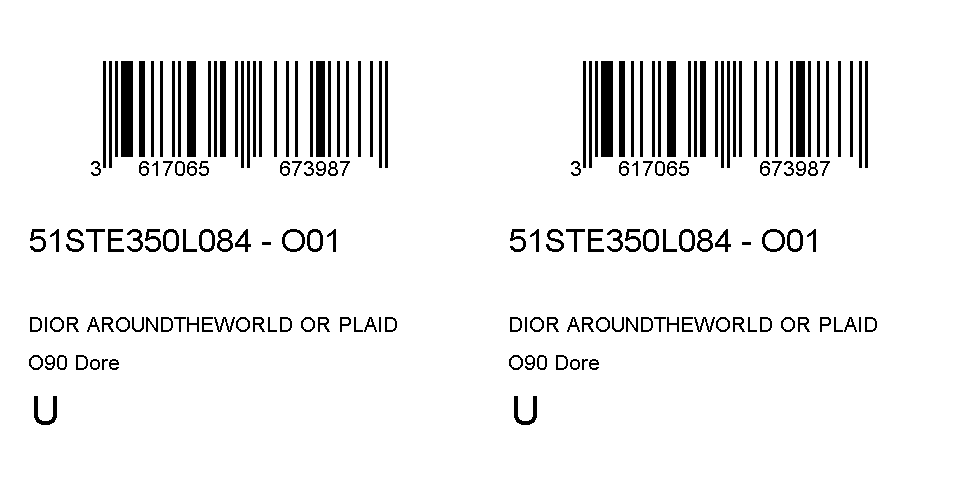 3 617065 673987
51STE350L084 - O01
DIOR AROUNDTHEWORLD OR PLAID
O90 Dore
U
3 617065 673987
51STE350L084 - O01
DIOR AROUNDTHEWORLD OR PLAID
O90 Dore
U